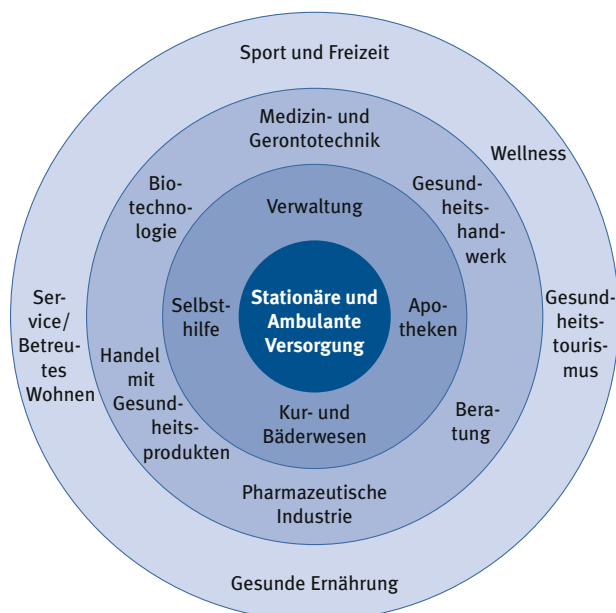 Sport und Freizeit
Medizin- und
Gerontotechnik
Wellness
Bio-
techno-
logie
Gesund-
heits-
hand-
werk
Verwaltung
Ser-
vice/
Betreu-
tes
Wohnen
Selbst-
hilfe
Stationäre und
Ambulante
Versorgung
Apo-
theken
Gesund-
heits-
touris-
mus
Handel
mit
Gesund-
heits-
produkten
Kur- und
Bäderwesen
Bera-
tung
Pharmazeutische
Industrie
Gesunde Ernährung